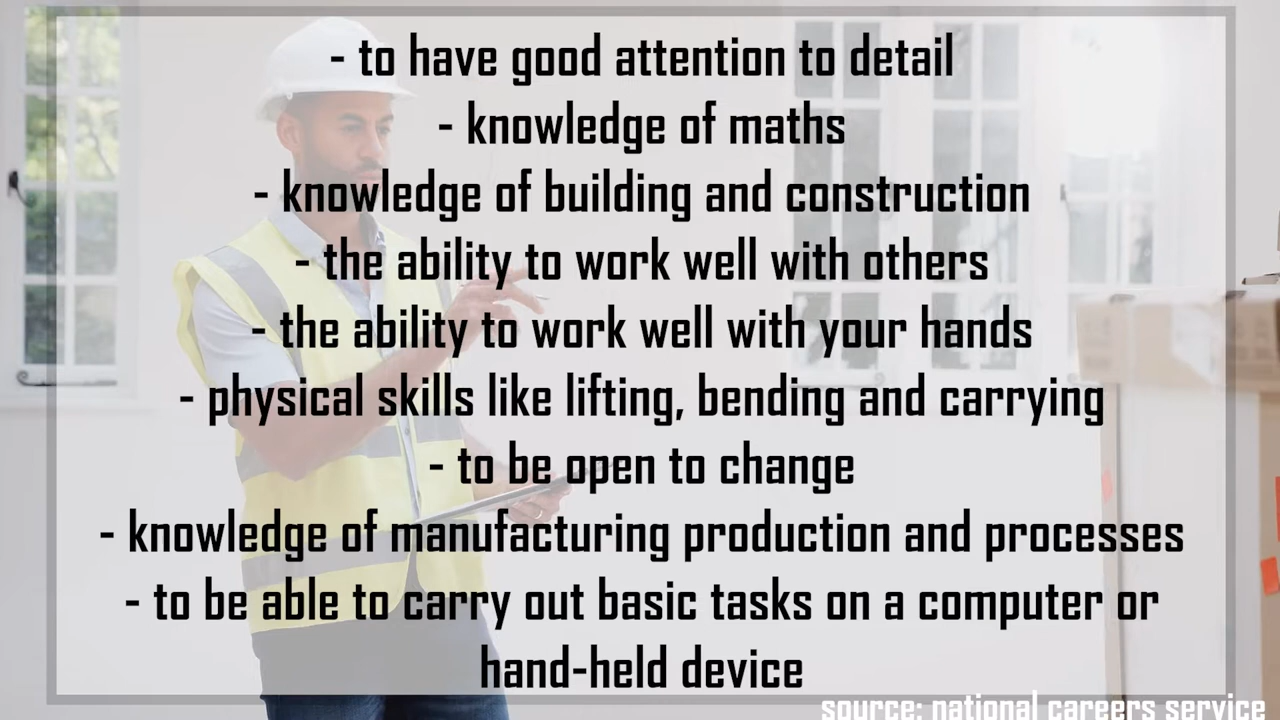 - to have good attention to detail
- knowledge of maths
- knowledge of building and construction
- the ability to work well with others
- the ability to work well with your hands
- physical skills like lifting, bending and carrying
- to be open to change
- knowledge of manufacturing production and processes
- to be able to carry out basic tasks on a computer or
hand-held device
source: national careers service